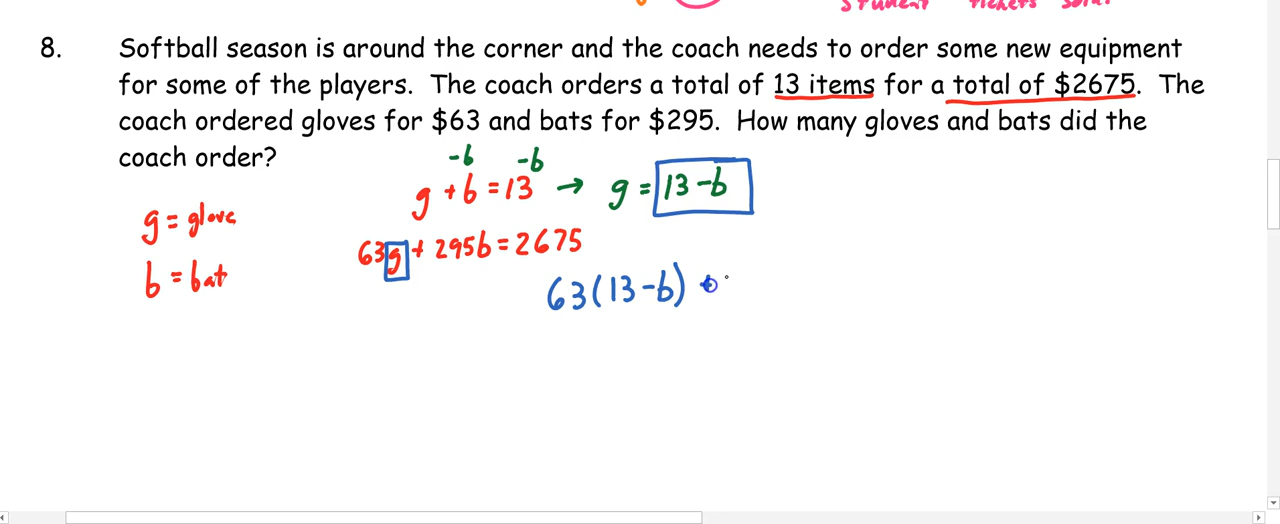 student tickets
8. Softball season is around the corner and the coach needs to order some new equipment
for some of the players. The coach orders a total of 13 items for a total of $2675. The
coach ordered gloves for $63 and bats for $295. How many gloves and bats did the
coach order?
-b -b
g + b = 13 → g = 13 - b
g = glove
63g + 295b = 2675
b = bat
63(13 - b) +